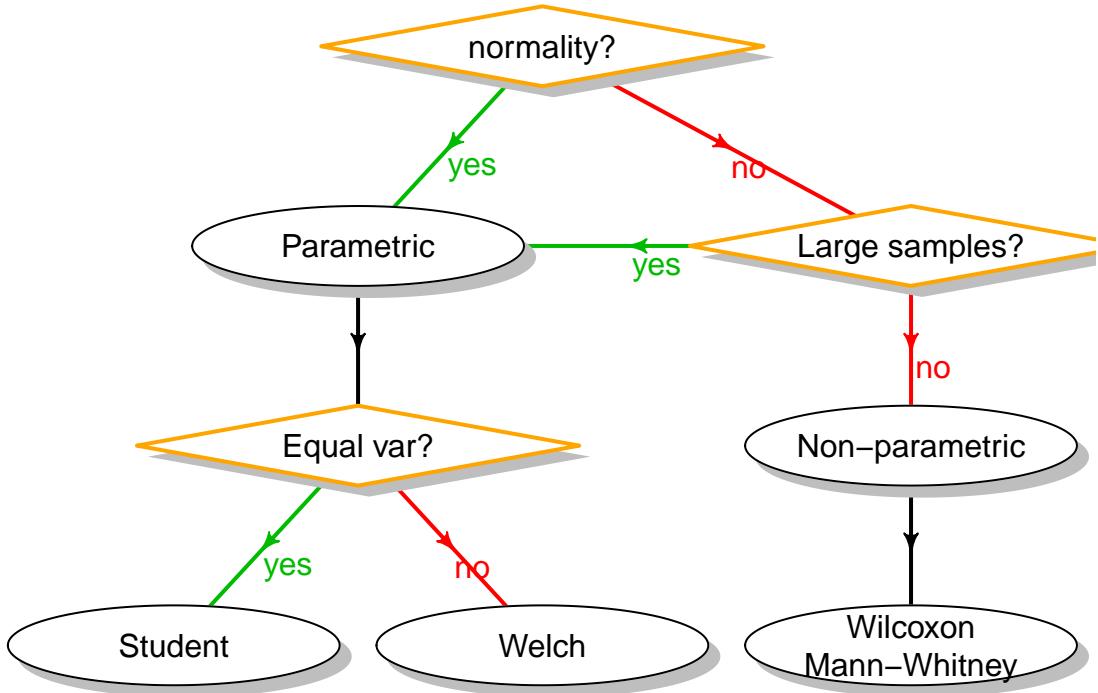 normality?
yes
no
Parametric
yes
Large samples?
no
Equal var?
Non−parametric
yes
no
Student
Welch
Wilcoxon
Mann−Whitney